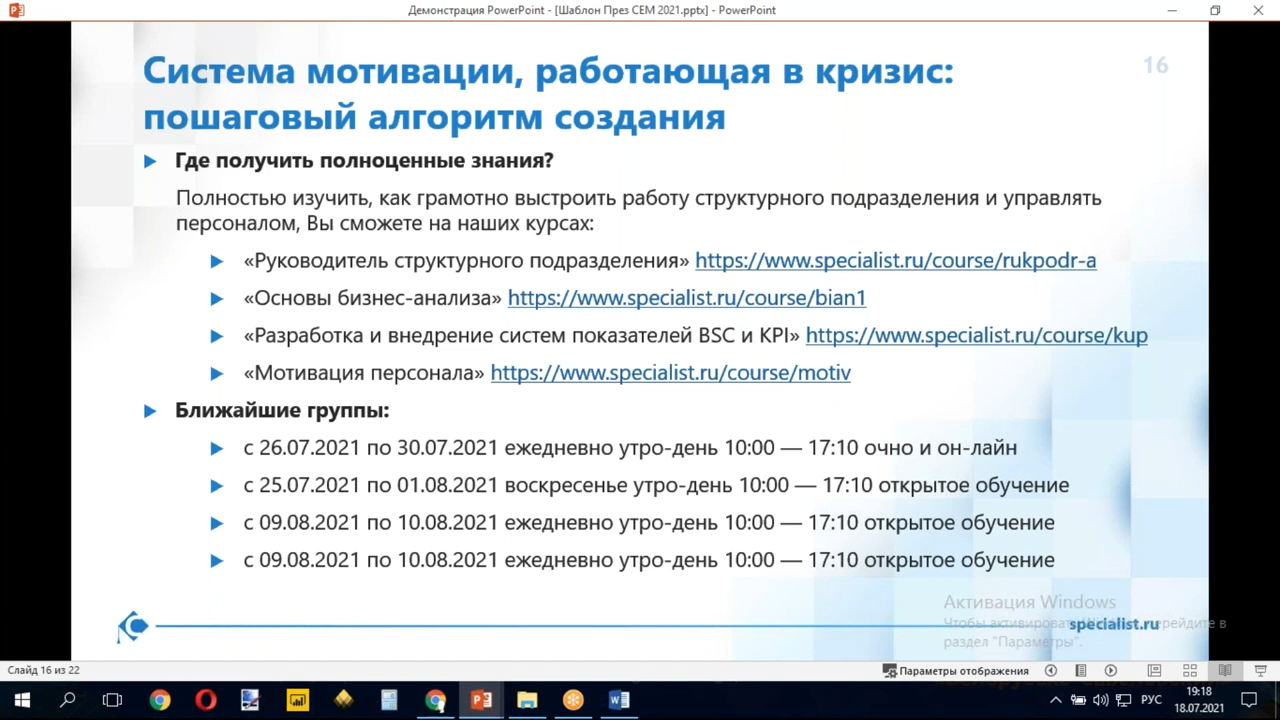 Демонстрация PowerPoint - [Шаблон През СЕМ 2021.pptx] - PowerPoint
Система мотивации, работающая в кризис:
16
пошаговый алгоритм создания
Где получить полноценные знания?
Полностью изучить, как грамотно выстроить работу структурного подразделения и управлять
персоналом, Вы сможете на наших курсах:
«Руководитель структурного подразделения» https://www.specialist.ru/course/rukpodr-a
«Основы бизнес-анализа» https://www.specialist.ru/course/bian1
«Разработка и внедрение систем показателей BSC и KPI» https://www.specialist.ru/course/kup
«Мотивация персонала» https://www.specialist.ru/course/motiv
Ближайшие группы:
с 26.07.2021 по 30.07.2021 ежедневно утро-день 10:00 — 17:10 очно и он-лайн
с 25.07.2021 по 01.08.2021 воскресенье утро-день 10:00 — 17:10 открытое обучение
с 09.08.2021 по 10.08.2021 ежедневно утро-день 10:00 — 17:10 открытое обучение
с 09.08.2021 по 10.08.2021 ежедневно утро-день 10:00 — 17:10 открытое обучение
Активация Windows
Чтобы активировать
specialist.ru
раздел "Параметры".
Слайд 16 из 22
Параметры отображения
РУС
19:18
18.07.2021